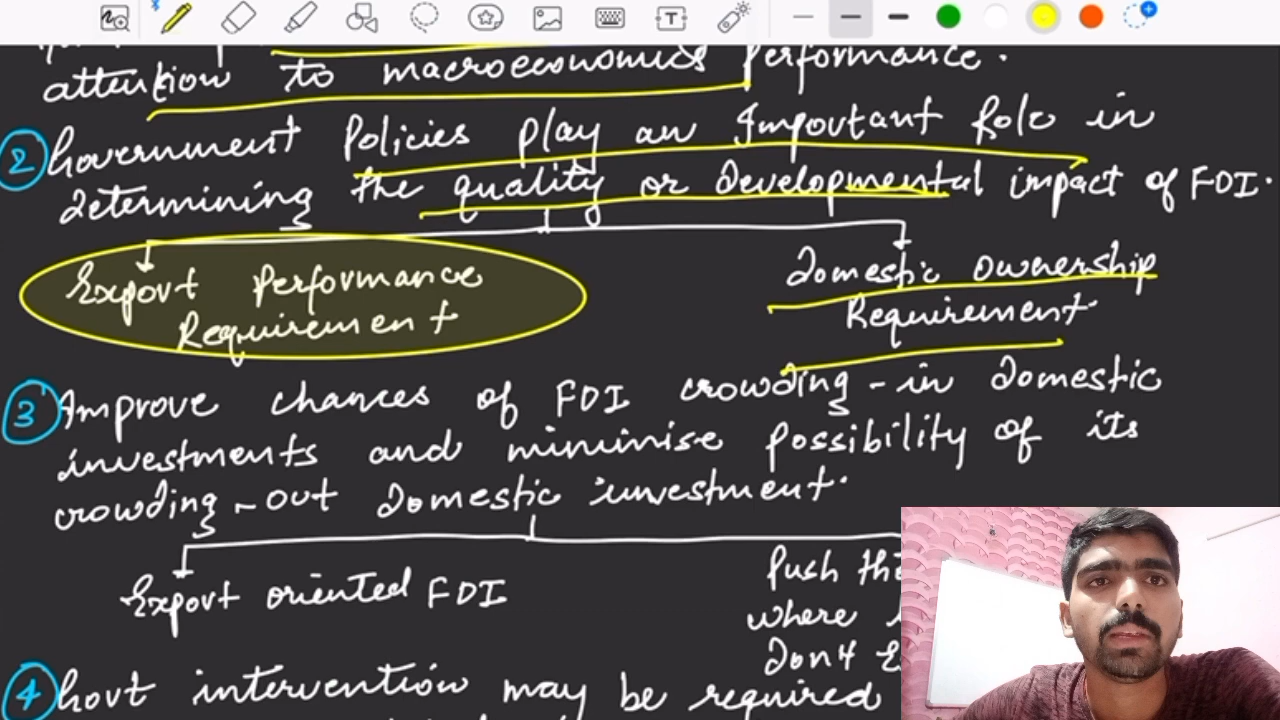 attention to macroeconomics performance.
2 Government Policies play an Important Role in
determining the quality or developmental impact of FDI.
Export Performance
Requirement
Domestic ownership
Requirement.
3 Improve chances of FDI crowding-in domestic
investments and minimise possibility of its
crowding-out domestic investment.
Export oriented FDI
Push
where
Don't
4 Govt intervention may be required